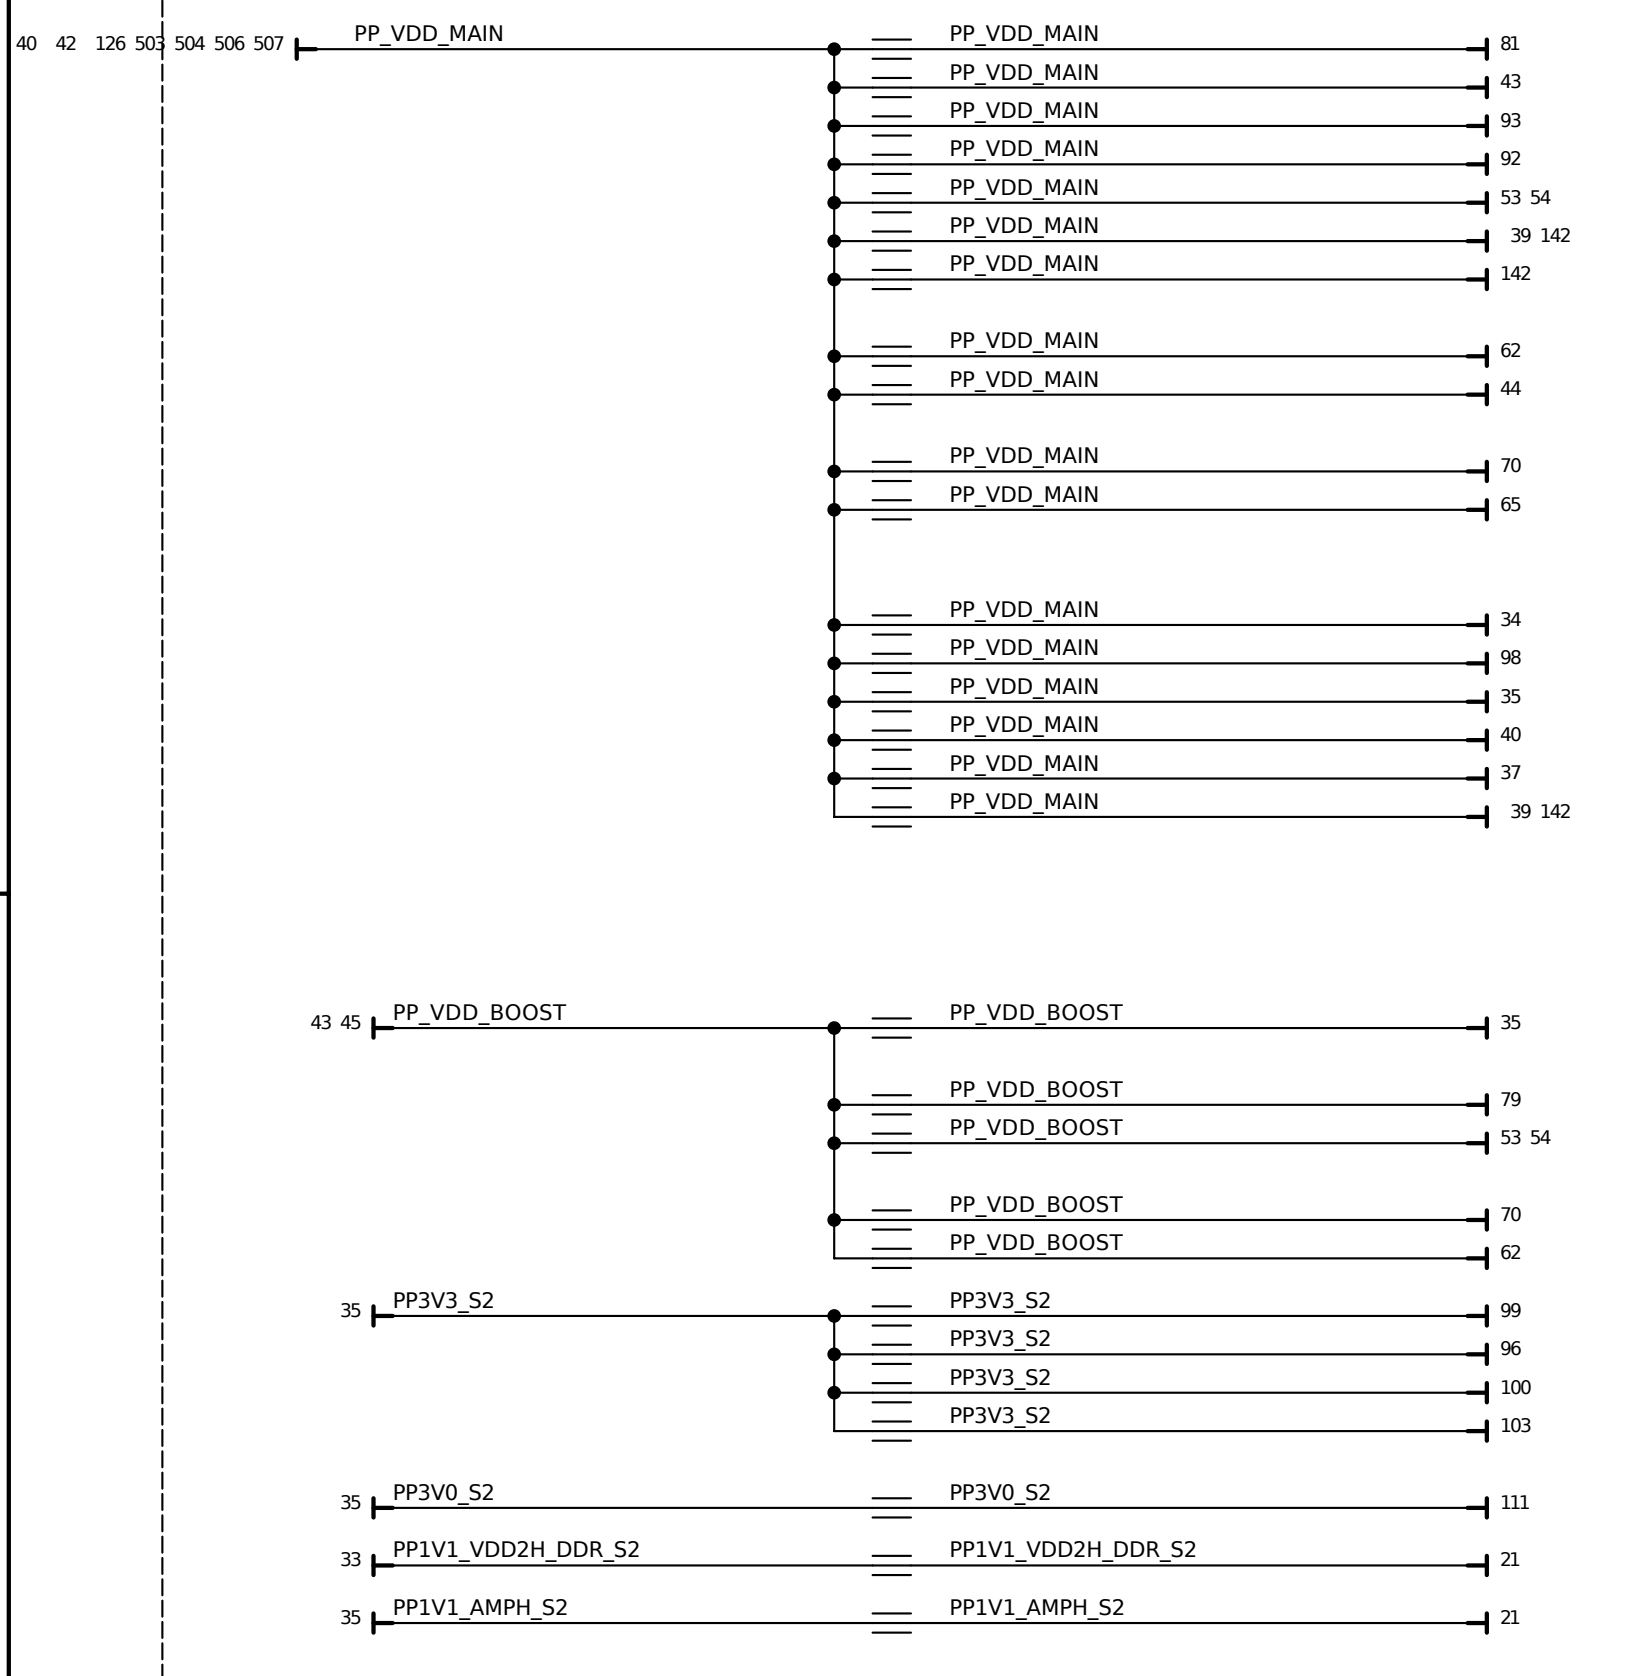 40 42 126 503 504 506 507 PP_VDD_MAIN PP_VDD_MAIN 81
PP_VDD_MAIN 43
PP_VDD_MAIN 93
PP_VDD_MAIN 92
PP_VDD_MAIN 53 54
PP_VDD_MAIN 39 142
PP_VDD_MAIN 142
PP_VDD_MAIN 62
PP_VDD_MAIN 44
PP_VDD_MAIN 70
PP_VDD_MAIN 65
PP_VDD_MAIN 34
PP_VDD_MAIN 98
PP_VDD_MAIN 35
PP_VDD_MAIN 40
PP_VDD_MAIN 37
PP_VDD_MAIN 39 142
43 45 PP_VDD_BOOST PP_VDD_BOOST 35
PP_VDD_BOOST 79
PP_VDD_BOOST 53 54
PP_VDD_BOOST 70
PP_VDD_BOOST 62
35 PP3V3_S2 PP3V3_S2 99
PP3V3_S2 96
PP3V3_S2 100
PP3V3_S2 103
35 PP3V0_S2 PP3V0_S2 111
33 PP1V1_VDD2H_DDR_S2 PP1V1_VDD2H_DDR_S2 21
35 PP1V1_AMPH_S2 PP1V1_AMPH_S2 21